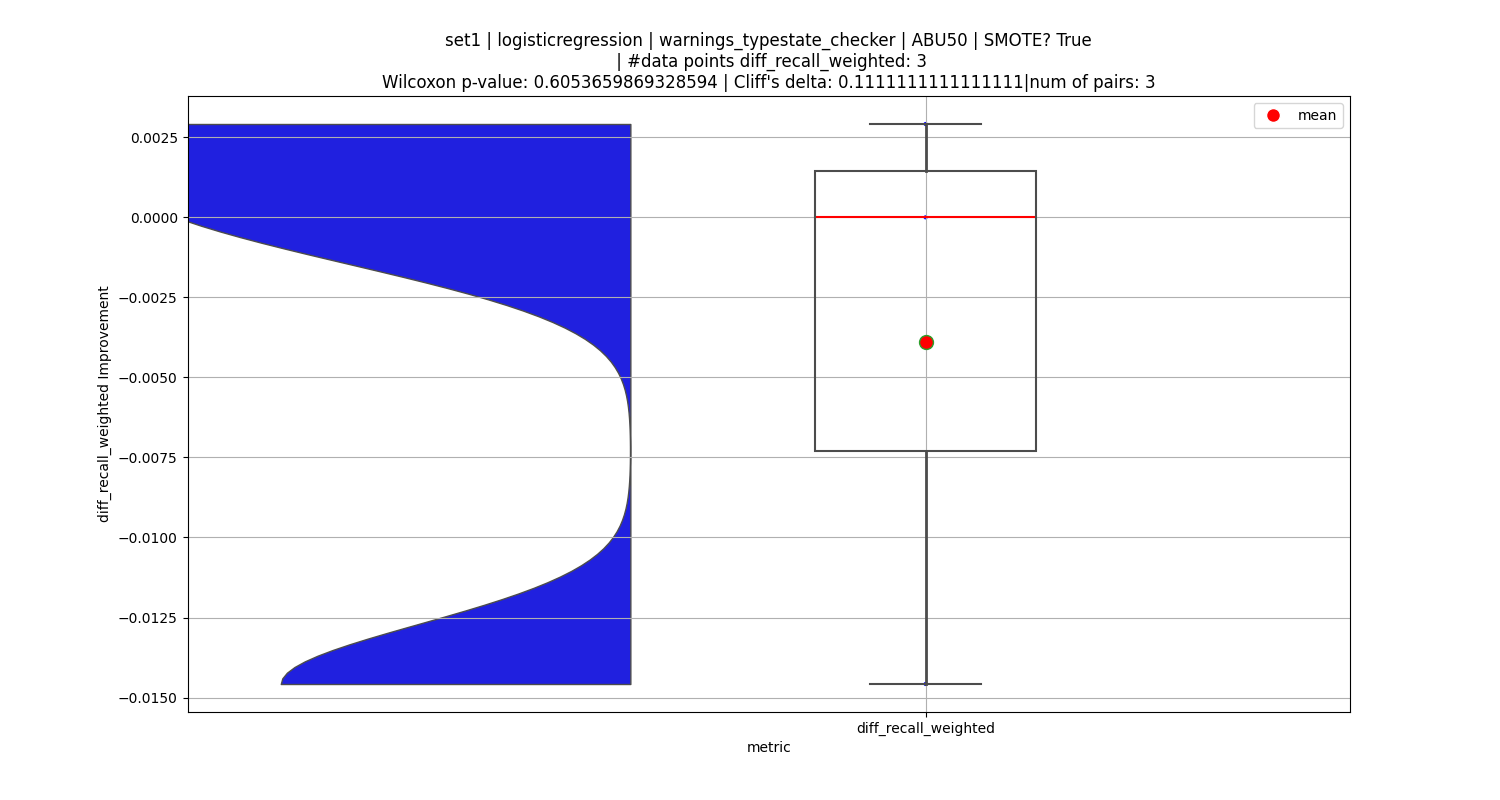 set1 | logisticregression | warnings_typestate_checker | ABU50 | SMOTE? True
| #data points diff_recall_weighted: 3
Wilcoxon p-value: 0.6053659869328594 | Cliff's delta: 0.1111111111111111|num of pairs: 3
mean
0.0025
0.0000
−0.0025
−0.0050
−0.0075
−0.0100
−0.0125
−0.0150
diff_recall_weighted Improvement
diff_recall_weighted
metric